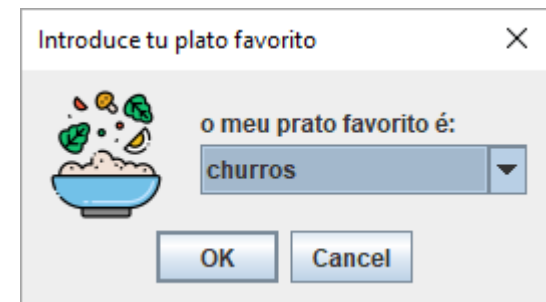 Introduce tu plato favorito
o meu prato favorito é:
churros
OK
Cancel